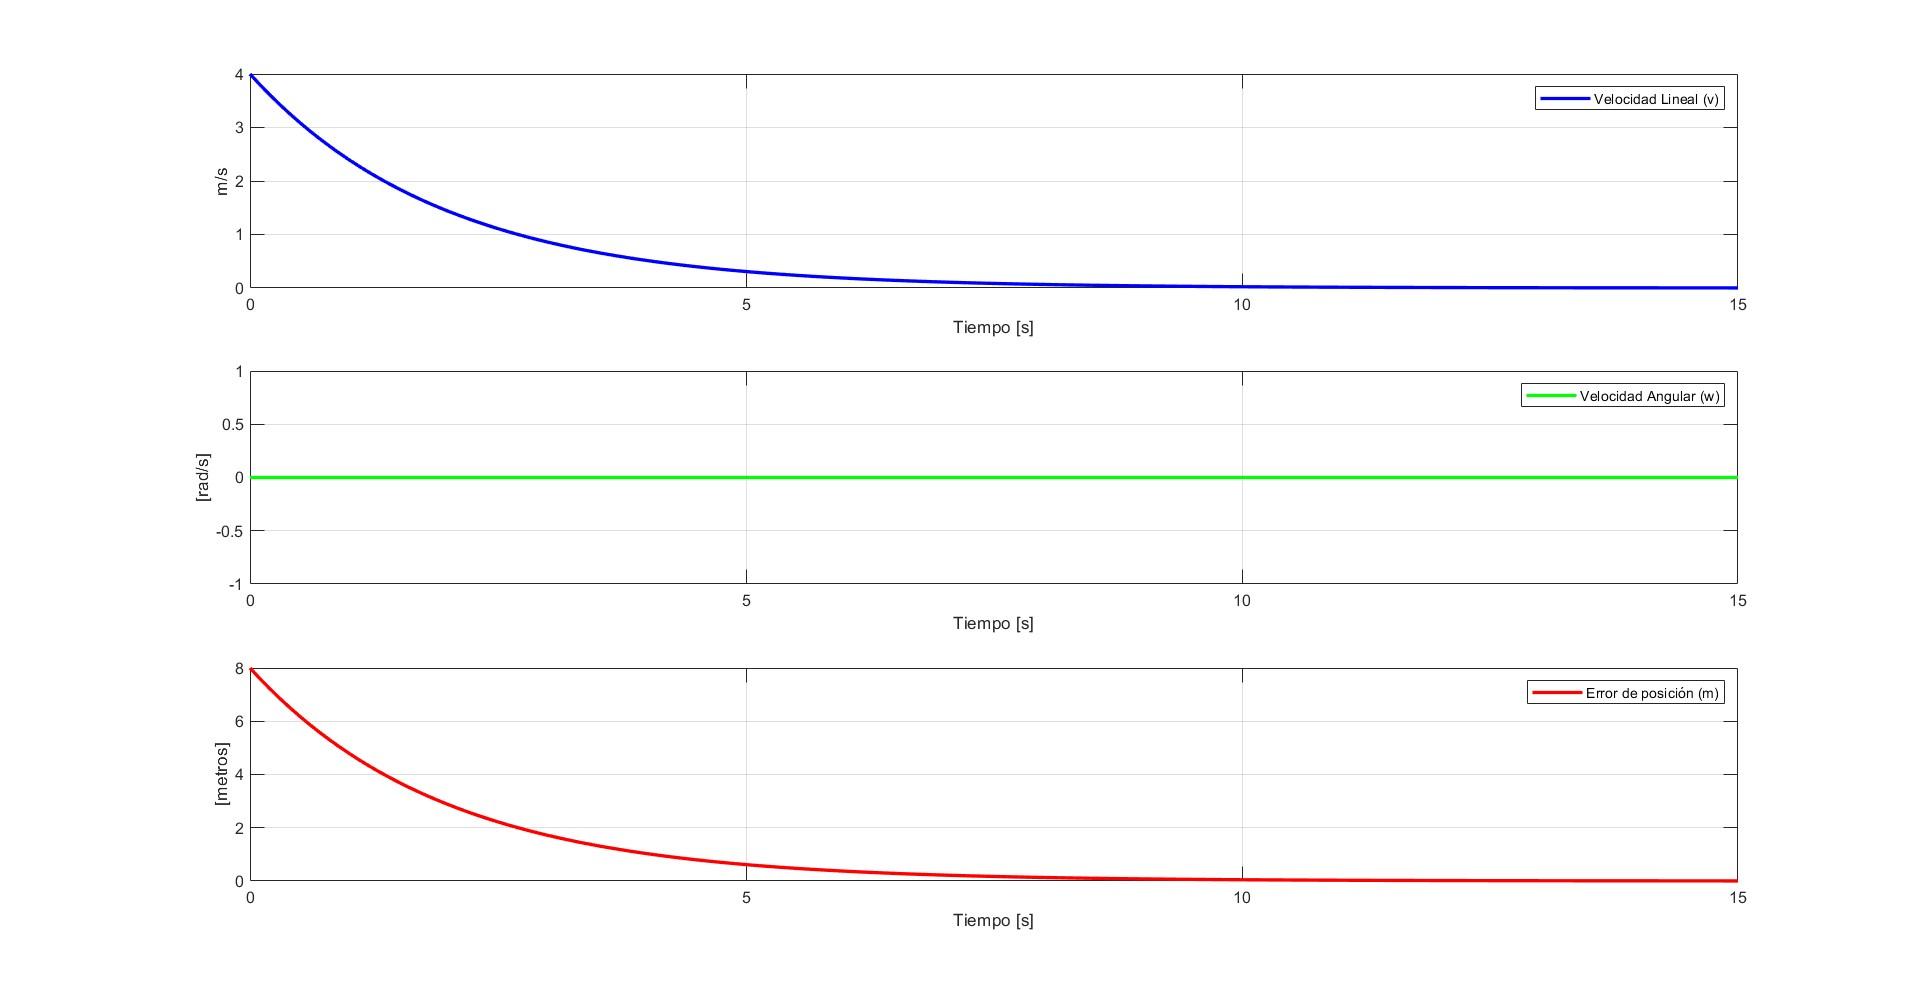 4
3
2
1
0
m/s
Velocidad Lineal (v)
0 5 10 15
Tiempo [s]
1
0.5
0
-0.5
-1
[rad/s]
Velocidad Angular (w)
0 5 10 15
Tiempo [s]
8
6
4
2
0
[metros]
Error de posición (m)
0 5 10 15
Tiempo [s]